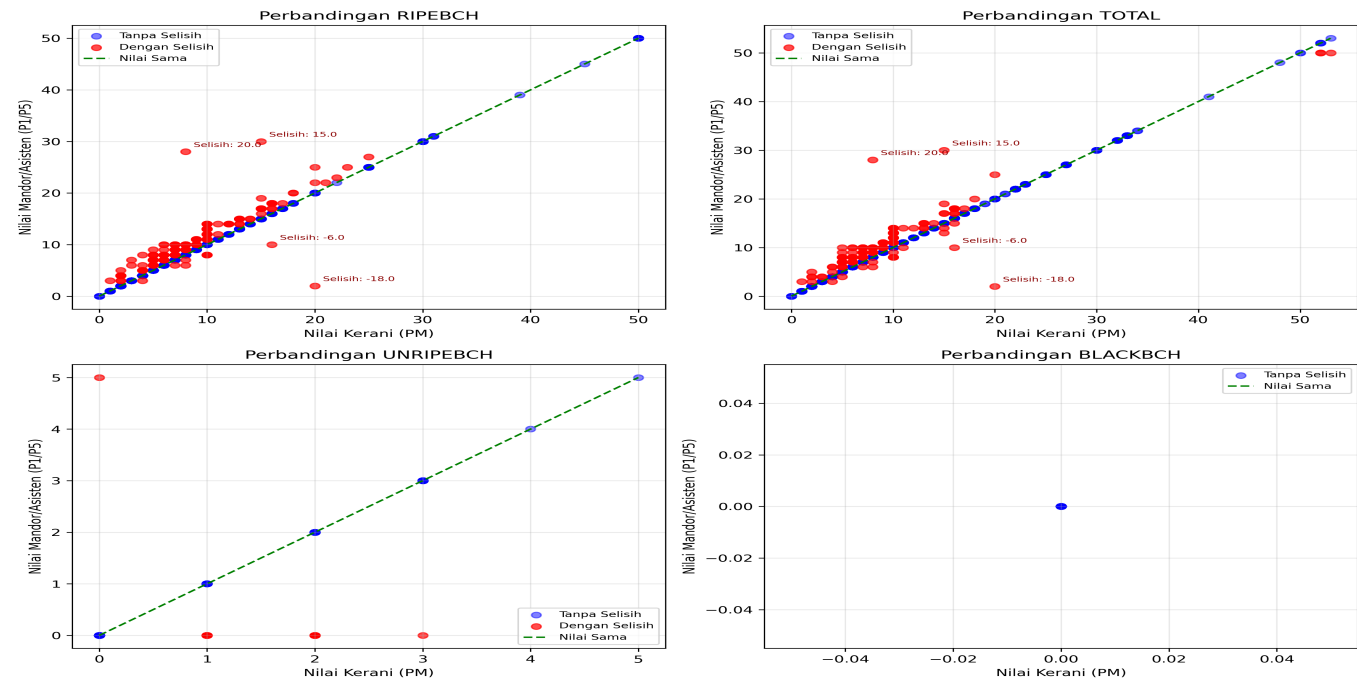 Perbandingan RIPEBCH
Tanpa Selisih
Dengan Selisih
Nilai Sama
Selisih: 20.0
Selisih: 15.0
Selisih: -6.0
Selisih: -18.0
50
40
30
20
10
0
0 10 20 30 40 50
Nilai Kerani (PM)
Nilai Mandor/Asisten (P1/P5)
Perbandingan TOTAL
Tanpa Selisih
Dengan Selisih
Nilai Sama
Selisih: 20.0
Selisih: 15.0
Selisih: -6.0
Selisih: -18.0
50
40
30
20
10
0
0 10 20 30 40 50
Nilai Kerani (PM)
Nilai Mandor/Asisten (P1/P5)
Perbandingan UNRIPEBCH
5
4
3
2
1
0
Tanpa Selisih
Dengan Selisih
Nilai Sama
0 1 2 3 4 5
Nilai Kerani (PM)
Nilai Mandor/Asisten (P1/P5)
Perbandingan BLACKBCH
Tanpa Selisih
Nilai Sama
0.04
0.02
0.00
−0.02
−0.04
−0.04 −0.02 0.00 0.02 0.04
Nilai Kerani (PM)
Nilai Mandor/Asisten (P1/P5)